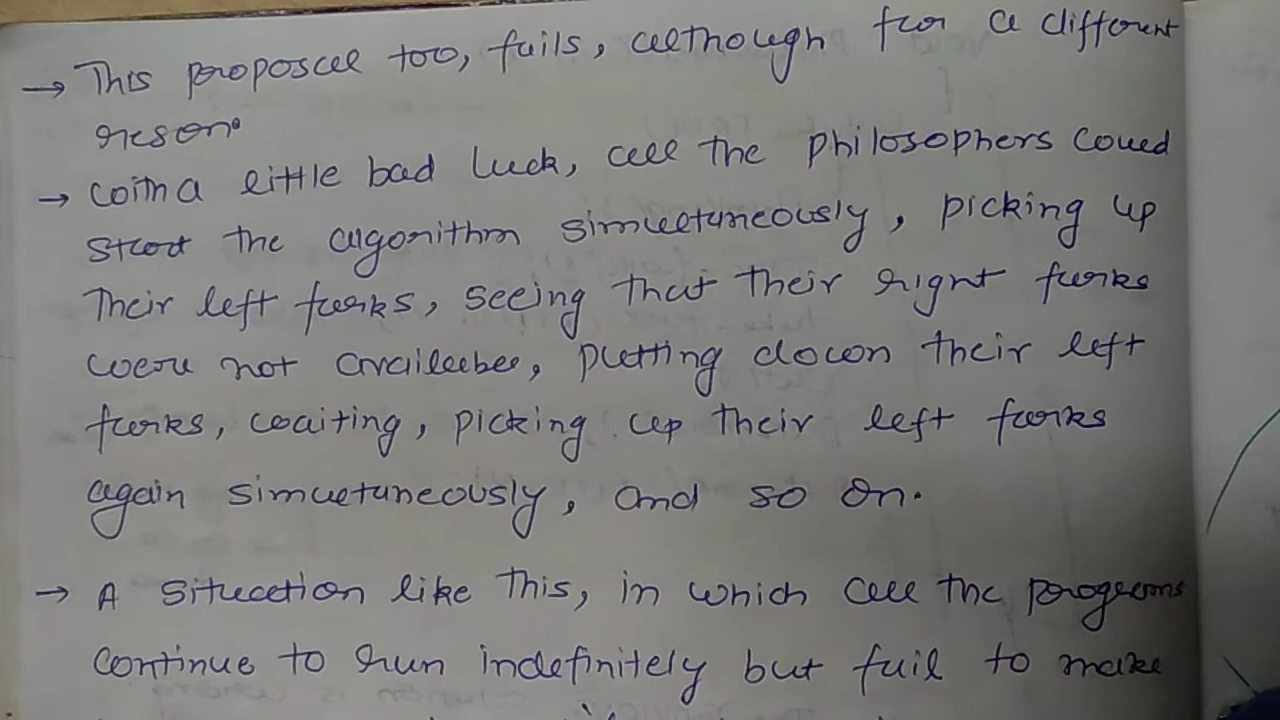 → This proposal too, fails, although for a different
reson.
→ With a little bad luck, all the philosophers could
start the algorithm simultaneously, picking up
their left forks, seeing that their right forks
were not available, putting down their left
forks, waiting, picking up their left forks
again simultaneously, and so on.
→ A situation like this, in which all the programs
continue to run indefinitely but fail to make